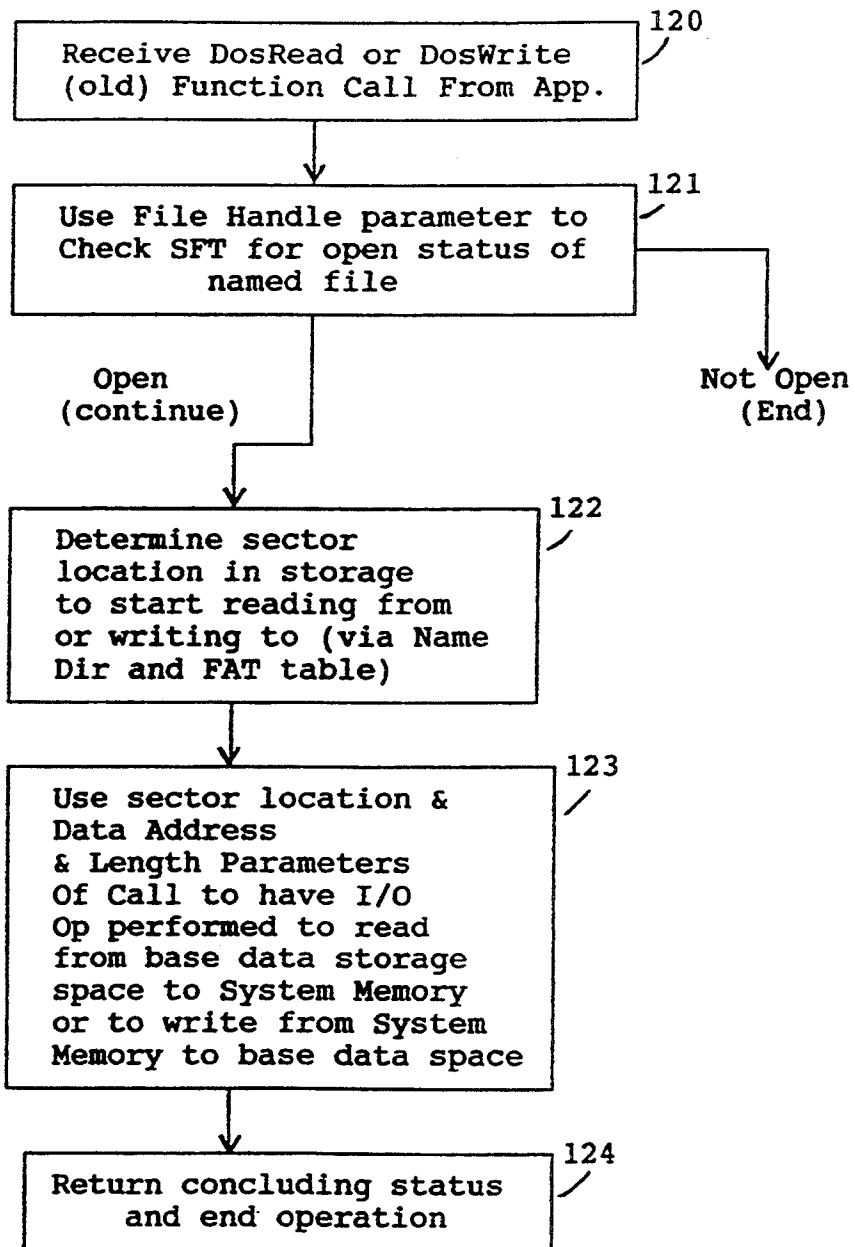 120
Receive DosRead or DosWrite
(old) Function Call From App.
121
Use File Handle parameter to
Check SFT for open status of
named file
Open
(continue)
Not Open
(End)
122
Determine sector
location in storage
to start reading from
or writing to (via Name
Dir and FAT table)
123
Use sector location &
Data Address
& Length Parameters
Of Call to have I/O
Op performed to read
from base data storage
space to System Memory
or to write from System
Memory to base data space
124
Return concluding status
and end operation